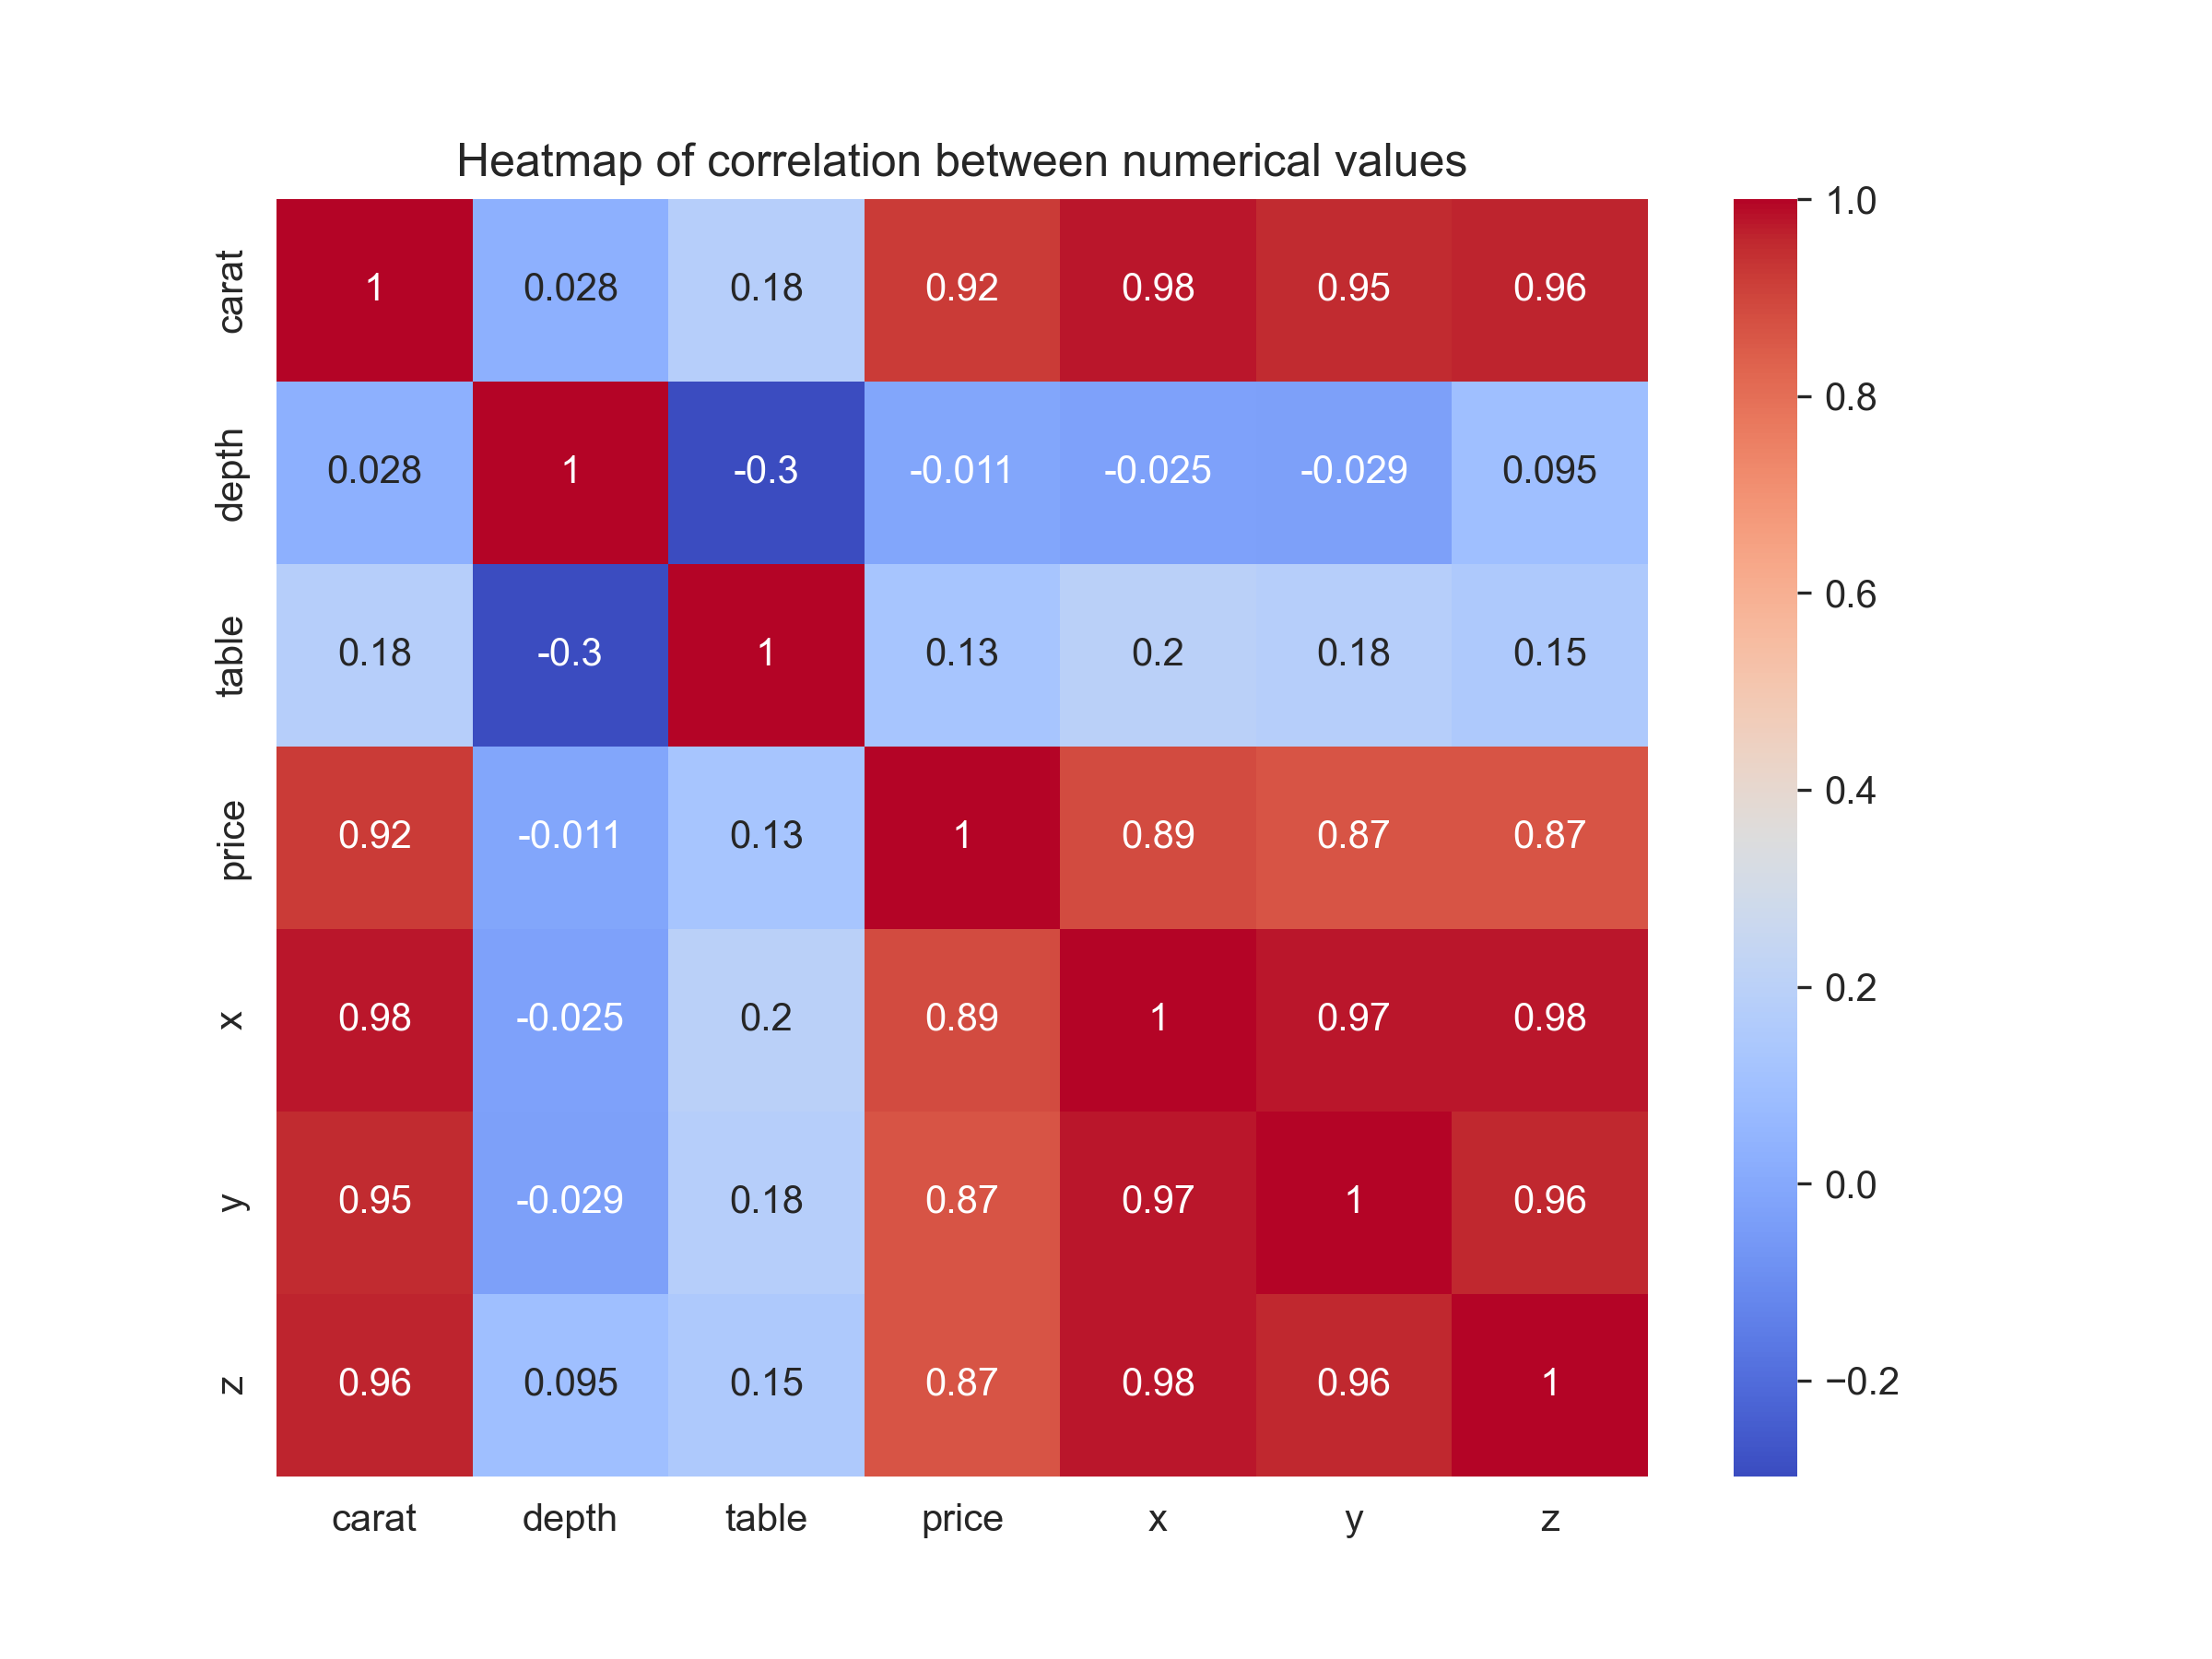 Heatmap of correlation between numerical values
carat 1 0.028 0.18 0.92 0.98 0.95 0.96
depth 0.028 1 -0.3 -0.011 -0.025 -0.029 0.095
table 0.18 -0.3 1 0.13 0.2 0.18 0.15
price 0.92 -0.011 0.13 1 0.89 0.87 0.87
x 0.98 -0.025 0.2 0.89 1 0.97 0.98
y 0.95 -0.029 0.18 0.87 0.97 1 0.96
z 0.96 0.095 0.15 0.87 0.98 0.96 1
carat depth table price x y z
1.0
0.8
0.6
0.4
0.2
0.0
−0.2